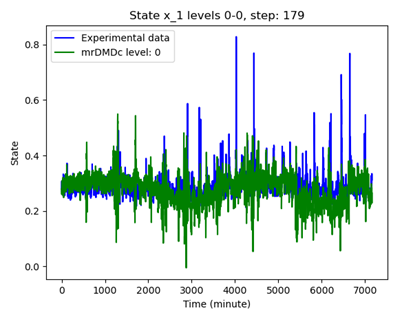 State x_1 levels 0-0, step: 179
Experimental data
mrDMDc level: 0
0.8
0.6
0.4
0.2
0.0
State
0 1000 2000 3000 4000 5000 6000 7000
Time (minute)